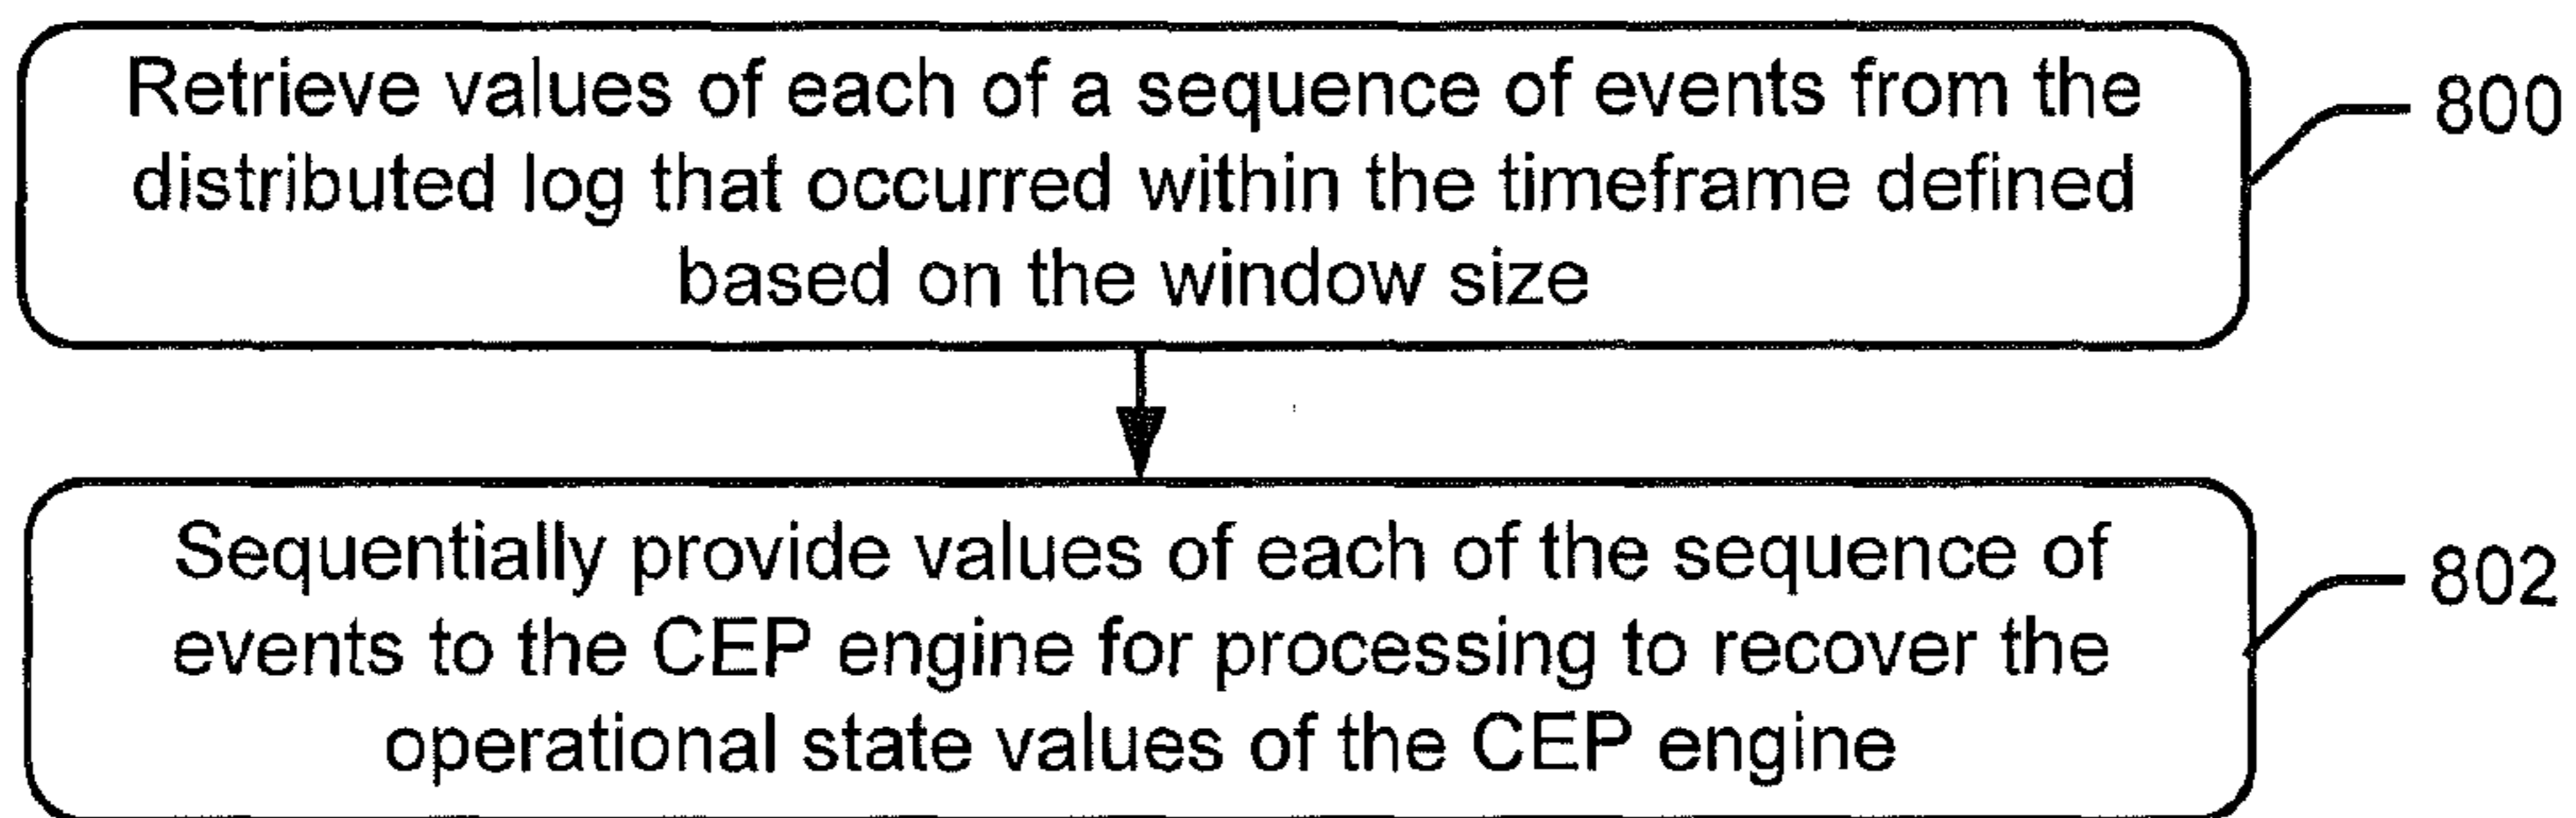 Retrieve values of each of a sequence of events from the
distributed log that occurred within the timeframe defined
based on the window size
800
Sequentially provide values of each of the sequence of
events to the CEP engine for processing to recover the
operational state values of the CEP engine
802